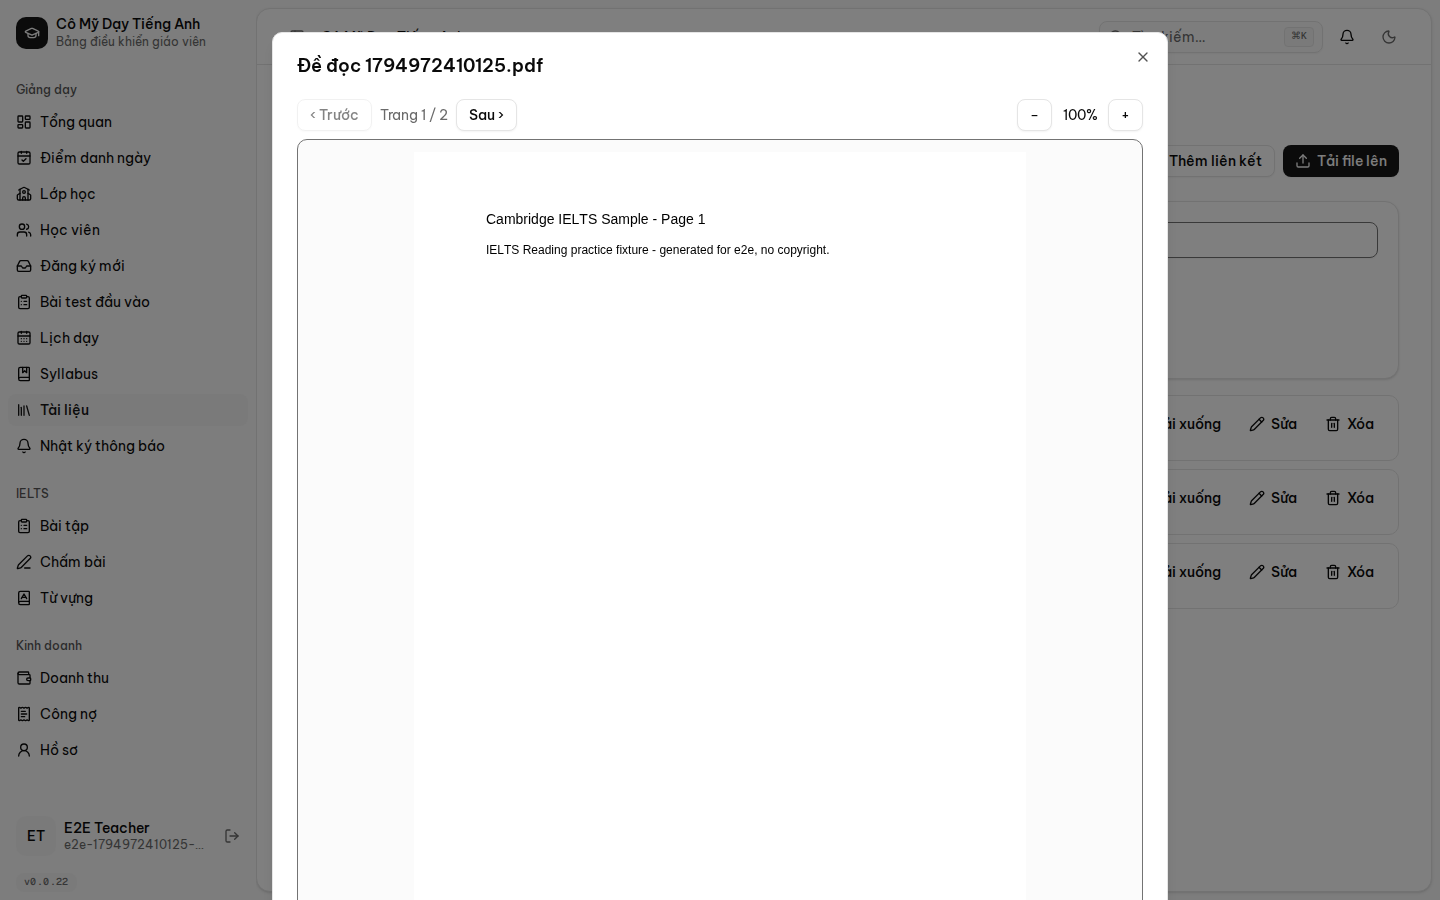 Cô Mỹ Dạy Tiếng Anh
Bảng điều khiển giáo viên
Giảng dạy
Tổng quan
Điểm danh ngày
Lớp học
Học viên
Đăng ký mới
Bài test đầu vào
Lịch dạy
Syllabus
Tài liệu
Nhật ký thông báo
IELTS
Bài tập
Chấm bài
Từ vựng
Kinh doanh
Doanh thu
Công nợ
Hồ sơ
ET
E2E Teacher
e2e-1794972410125-...
v0.0.22
⌘K
Thêm liên kết
Tải file lên
xuống
Sửa
Xóa
xuống
Sửa
Xóa
xuống
Sửa
Xóa
Đề đọc 1794972410125.pdf
‹ Trước
Trang 1 / 2
Sau ›
−
100%
+
Cambridge IELTS Sample - Page 1
IELTS Reading practice fixture - generated for e2e, no copyright.